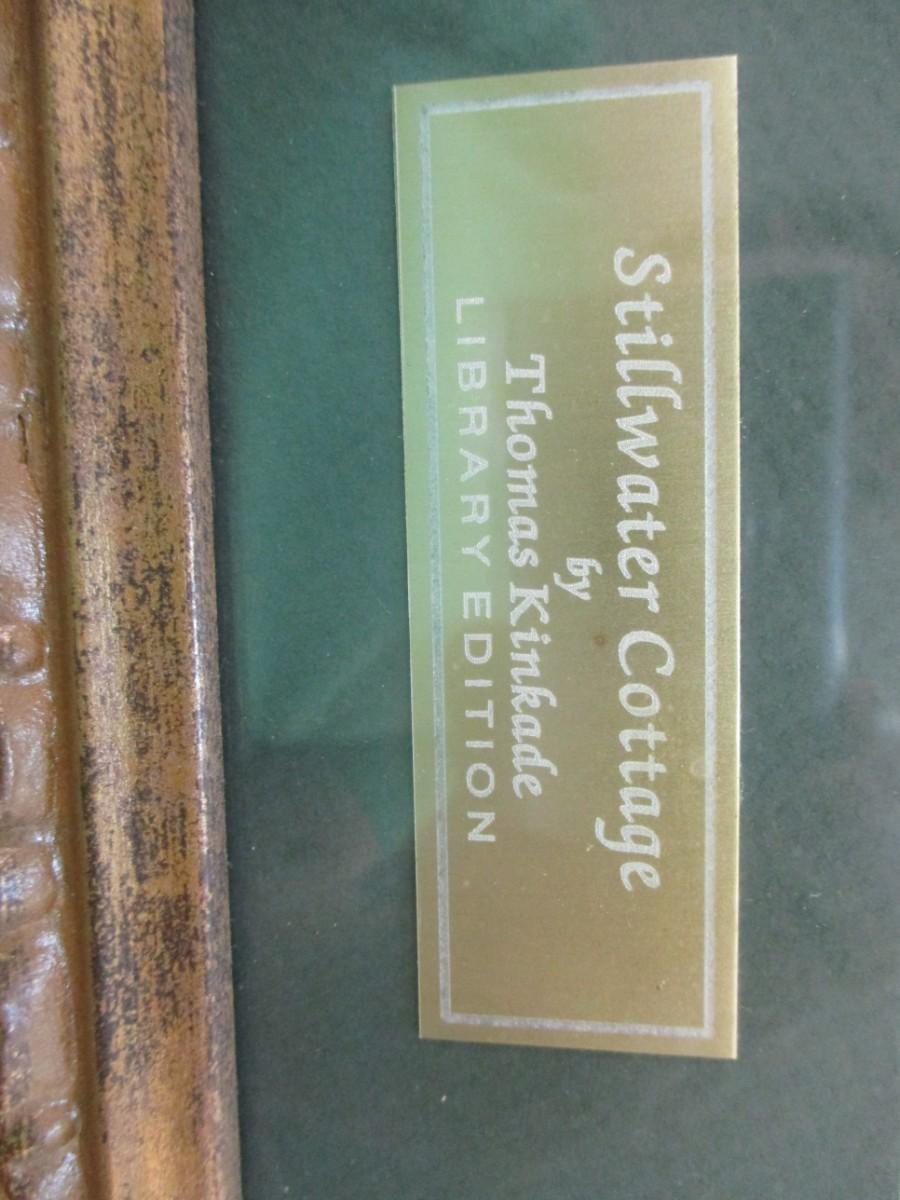 Stillwater Cottage
by
Thomas Kinkade
LIBRARY EDITION